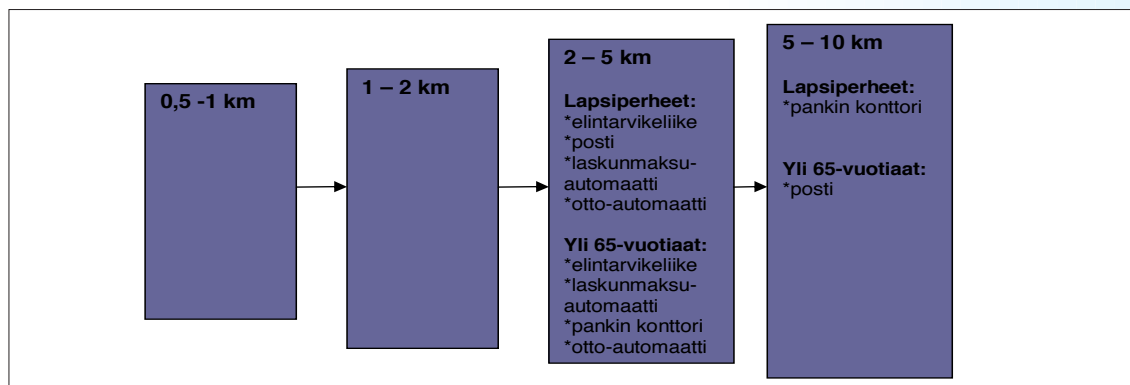 0,5 -1 km
1 – 2 km
2 – 5 km
Lapsiperheet:
*elintarvikeliike
*posti
*laskunmaksu-
automaatti
*otto-automaatti
Yli 65-vuotiaat:
*elintarvikeliike
*laskunmaksu-
automaatti
*pankin konttori
*otto-automaatti
5 – 10 km
Lapsiperheet:
*pankin konttori
Yli 65-vuotiaat:
*posti